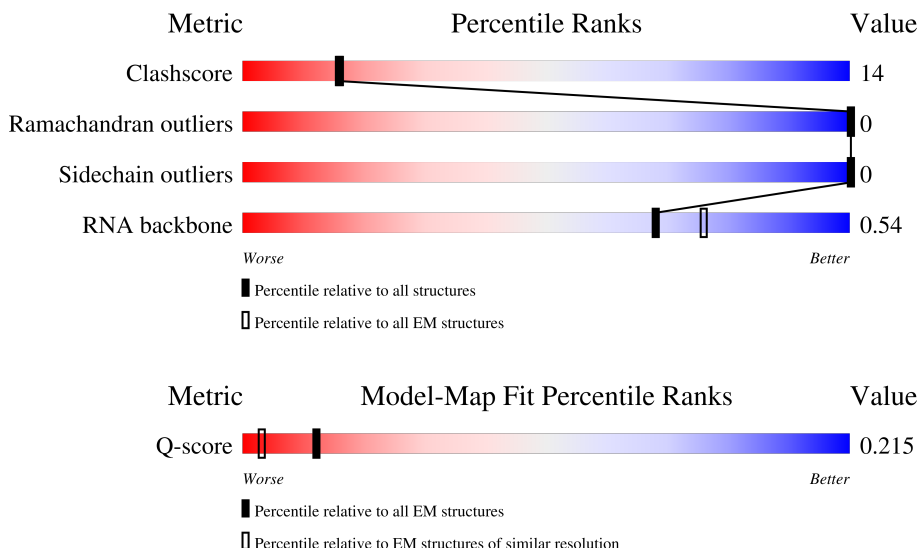 Metric Percentile Ranks Value
Clashscore 14
Ramachandran outliers 0
Sidechain outliers 0
RNA backbone 0.54
Worse Better
Percentile relative to all structures
Percentile relative to all EM structures
Metric Model-Map Fit Percentile Ranks Value
Q-score 0.215
Worse Better
Percentile relative to all EM structures
Percentile relative to EM structures of similar resolution